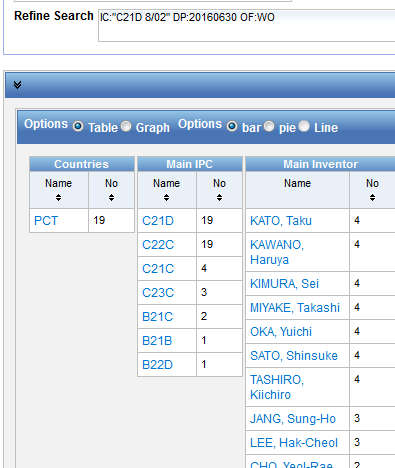 Refine Search IC:"C21D 8/02" DP:20160630 OF:WO
Options Table Graph Options bar pie Line
Countries Main IPC Main Inventor
Name No Name No Name No
PCT 19 C21D 19 KATO, Taku 4
C22C 19 KAWANO, 4
Haruya
C21C 4 KIMURA, Sei 4
C23C 3 MIYAKE, Takashi 4
B21C 2 OKA, Yuichi 4
B21B 1 SATO, Shinsuke 4
B22D 1 TASHIRO, 4
Kiichiro
JANG, Sung-Ho 3
LEE, Hak-Cheol 3
CHO, Yeol-Rae 2